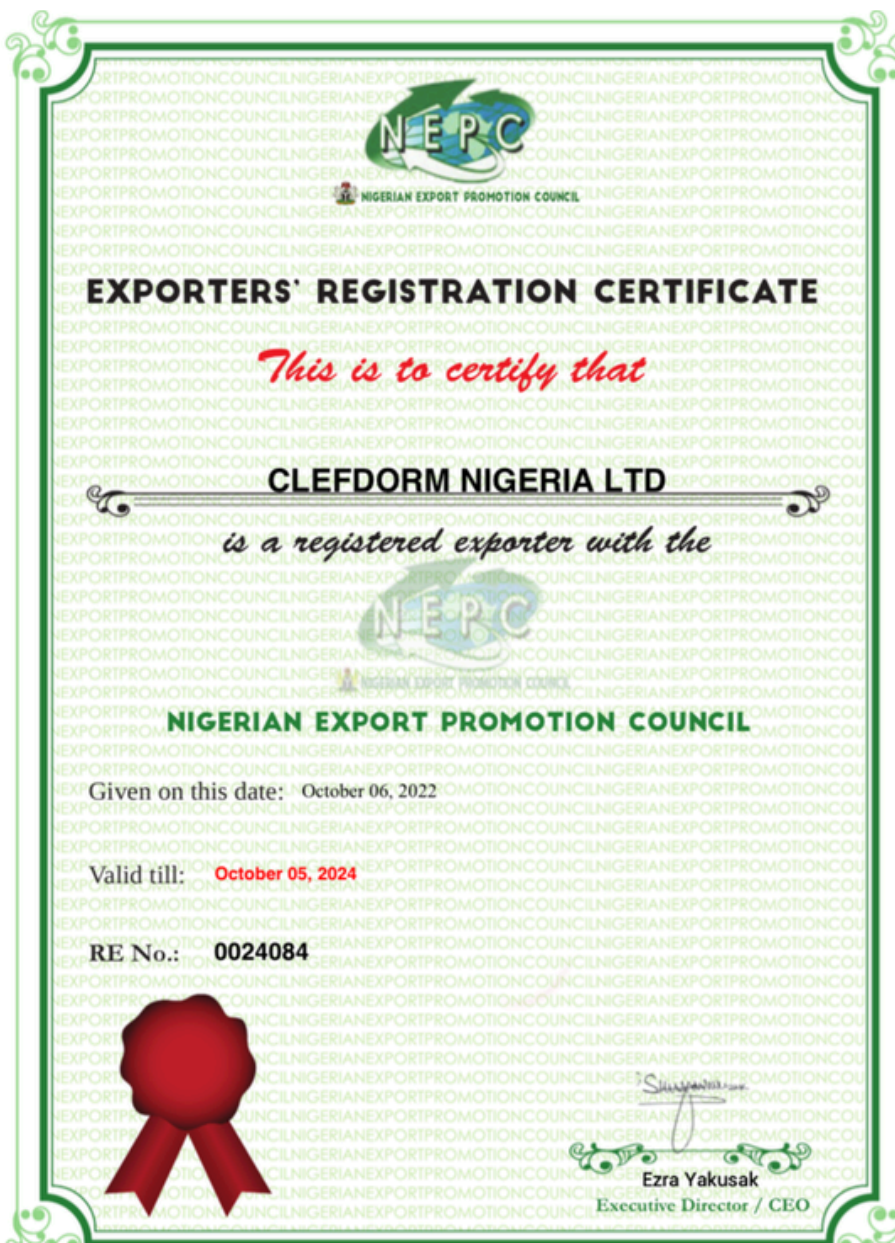 NEPC
NIGERIAN EXPORT PROMOTION COUNCIL
EXPORTERS' REGISTRATION CERTIFICATE
This is to certify that
CLEFDORM NIGERIA LTD
is a registered exporter with the
NEPC
NIGERIAN EXPORT PROMOTION COUNCIL
NIGERIAN EXPORT PROMOTION COUNCIL
Given on this date: October 06, 2022
Valid till: October 05, 2024
RE No.: 0024084
Ezra Yakusak
Executive Director / CEO